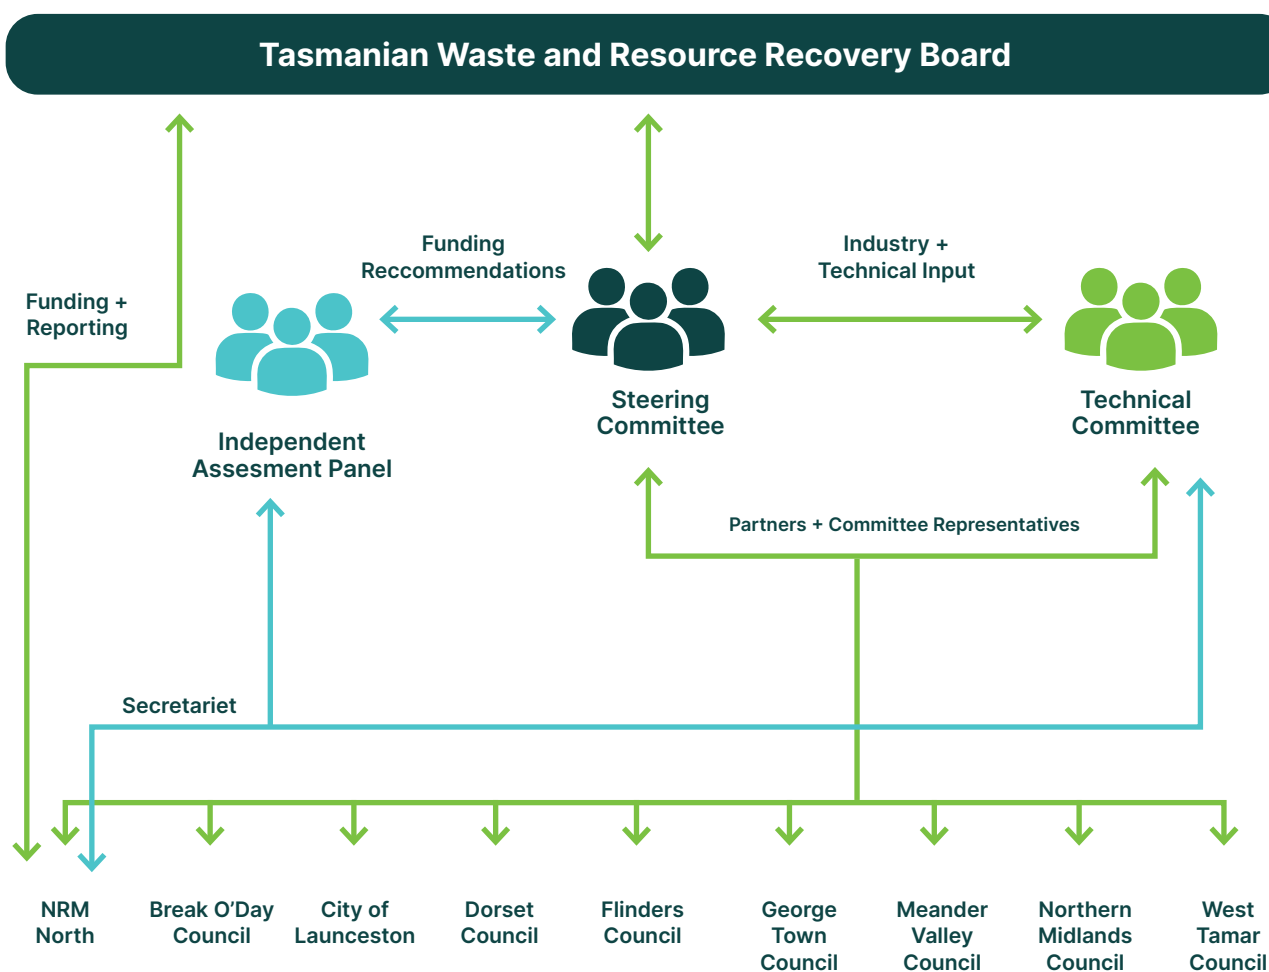 Tasmanian Waste and Resource Recovery Board
Funding
Reccommendations
Industry +
Technical Input
Funding +
Reporting
Steering
Committee
Technical
Committee
Independent
Assesment Panel
Partners + Committee Representatives
Secretariet
NRM
North
Break O’Day
Council
City of
Launceston
Dorset
Council
Flinders
Council
George
Town
Council
Meander
Valley
Council
Northern
Midlands
Council
West
Tamar
Council